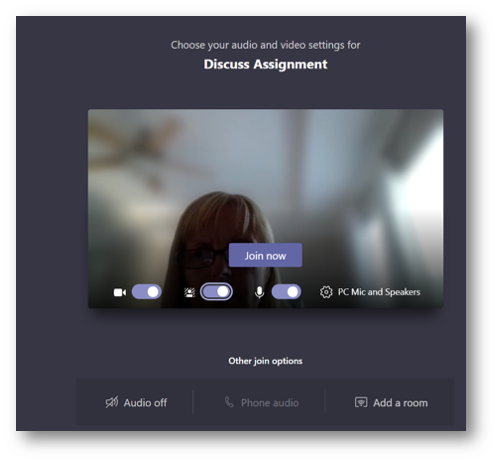 Choose your audio and video settings for
Discuss Assignment
Join now
PC Mic and Speakers
Other join options
Audio off
Phone audio
Add a room